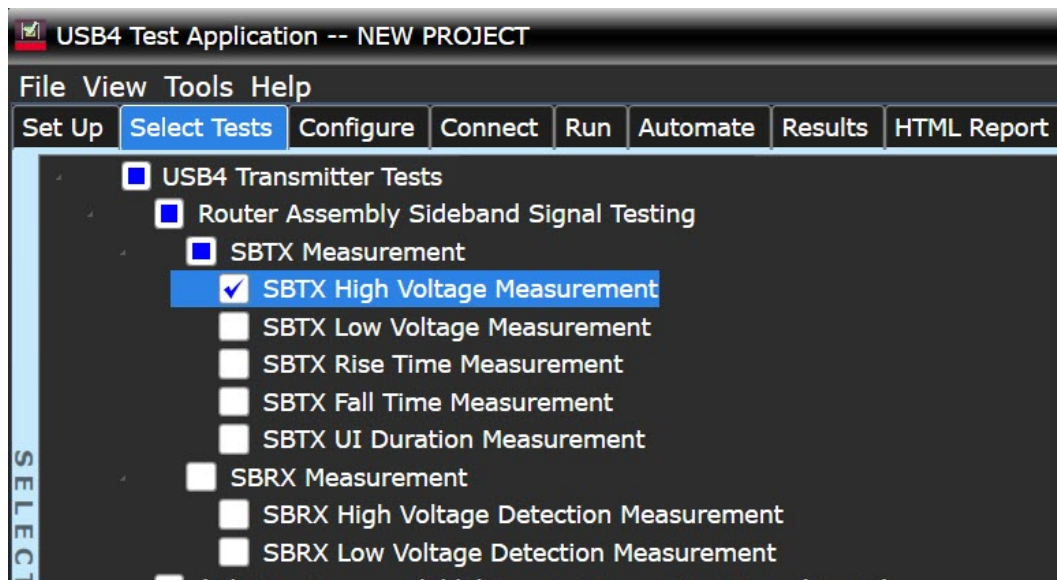 USB4 Test Application -- NEW PROJECT
File View Tools Help
Set Up Select Tests Configure Connect Run Automate Results HTML Report
USB4 Transmitter Tests
Router Assembly Sideband Signal Testing
SBTX Measurement
SBTX High Voltage Measurement
SBTX Low Voltage Measurement
SBTX Rise Time Measurement
SBTX Fall Time Measurement
SBTX UI Duration Measurement
SBRX Measurement
SBRX High Voltage Detection Measurement
SBRX Low Voltage Detection Measurement
SELECT